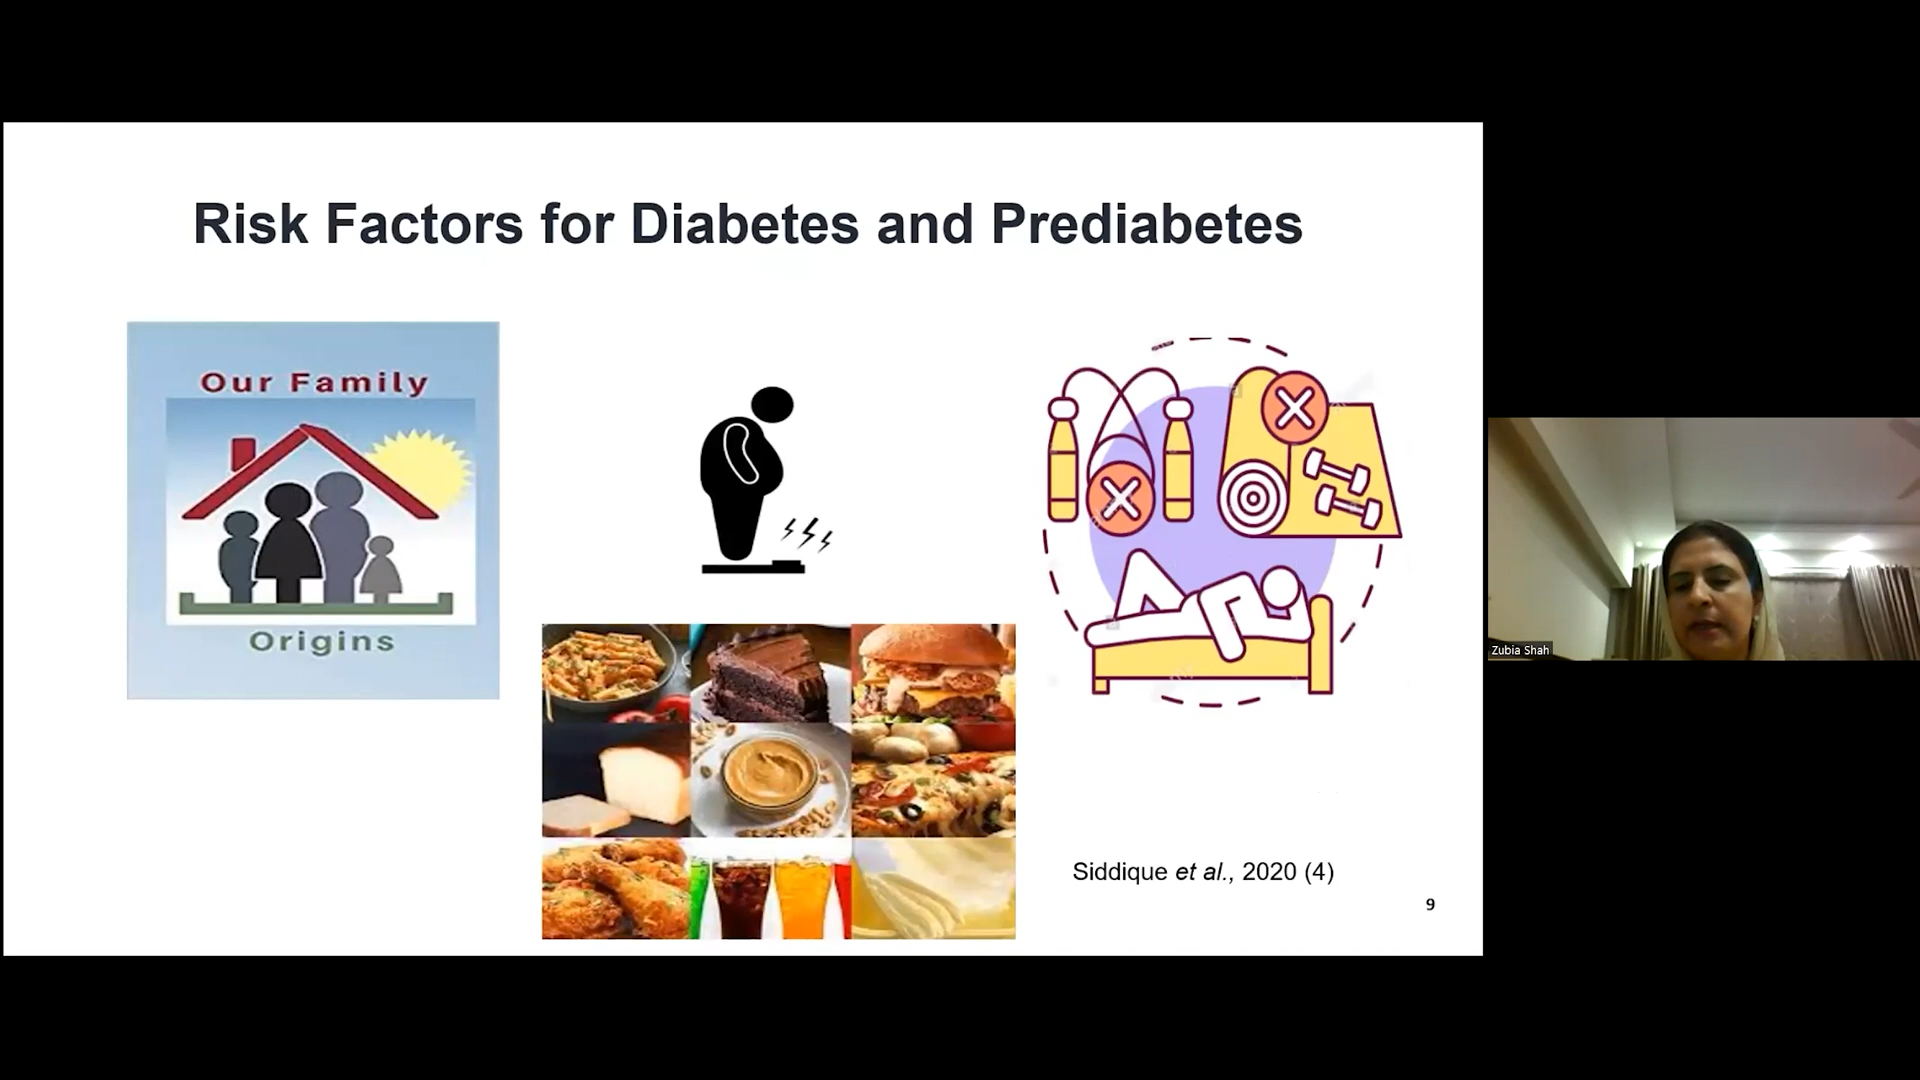 Risk Factors for Diabetes and Prediabetes
Our Family
Origins
Siddique et al., 2020 (4)
9
Zubia Shah